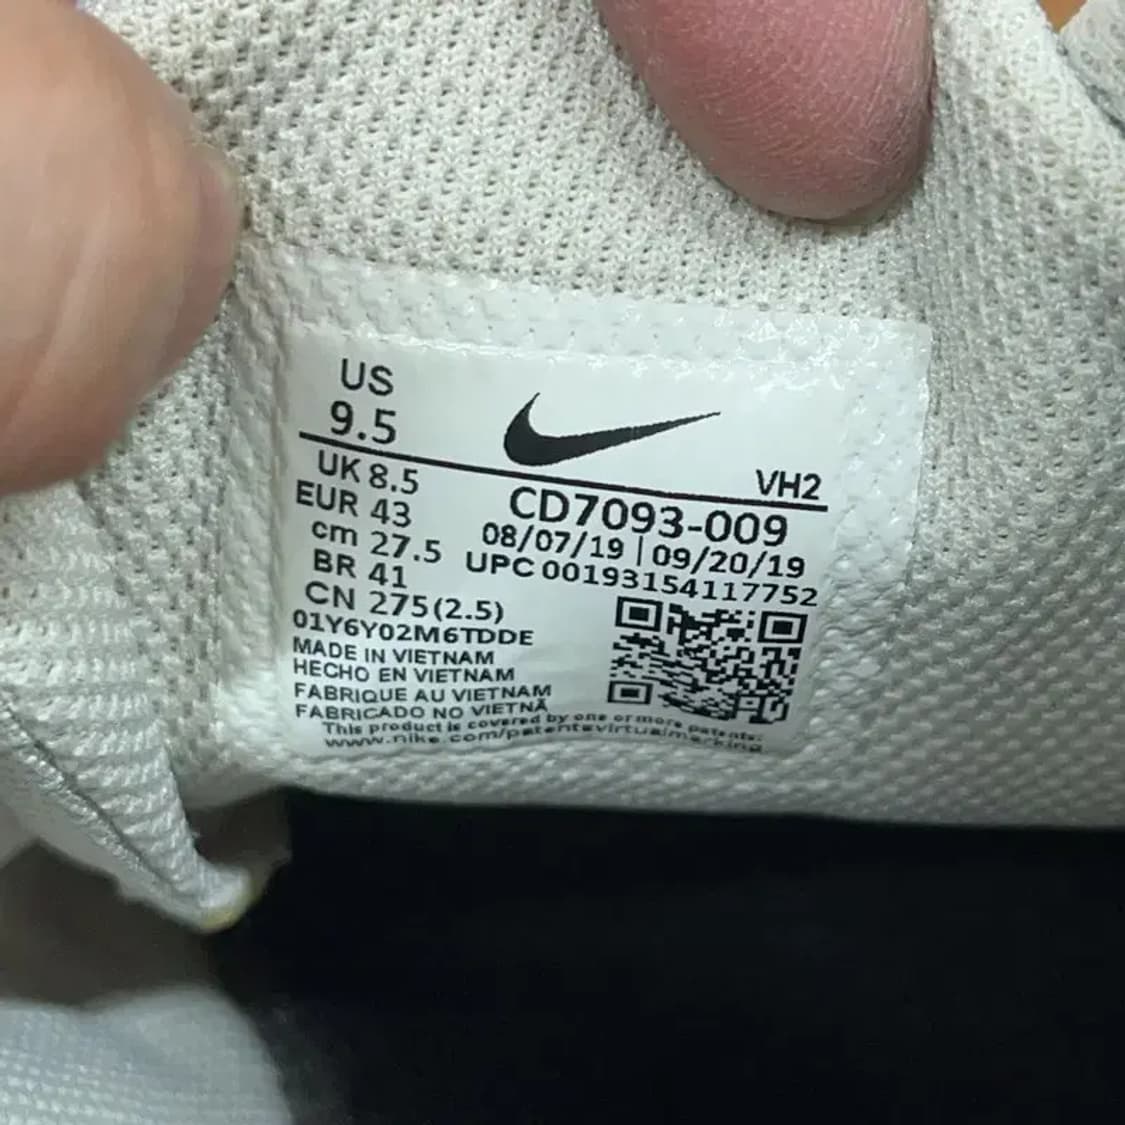 US
9.5
VH2
UK 8.5
CD7093-009
EUR 43
08/07/19 | 09/20/19
cm 27.5
UPC 00193154117752
BR 41
CN 275(2.5)
01Y6Y02M6TDDE
MADE IN VIETNAM
HECHO EN VIETNAM
FABRIQUE AU VIETNAM
FABRICADO NO VIETNÃ
This product is covered by one or more patents:
www.nike.com/patentsvirtualmarking